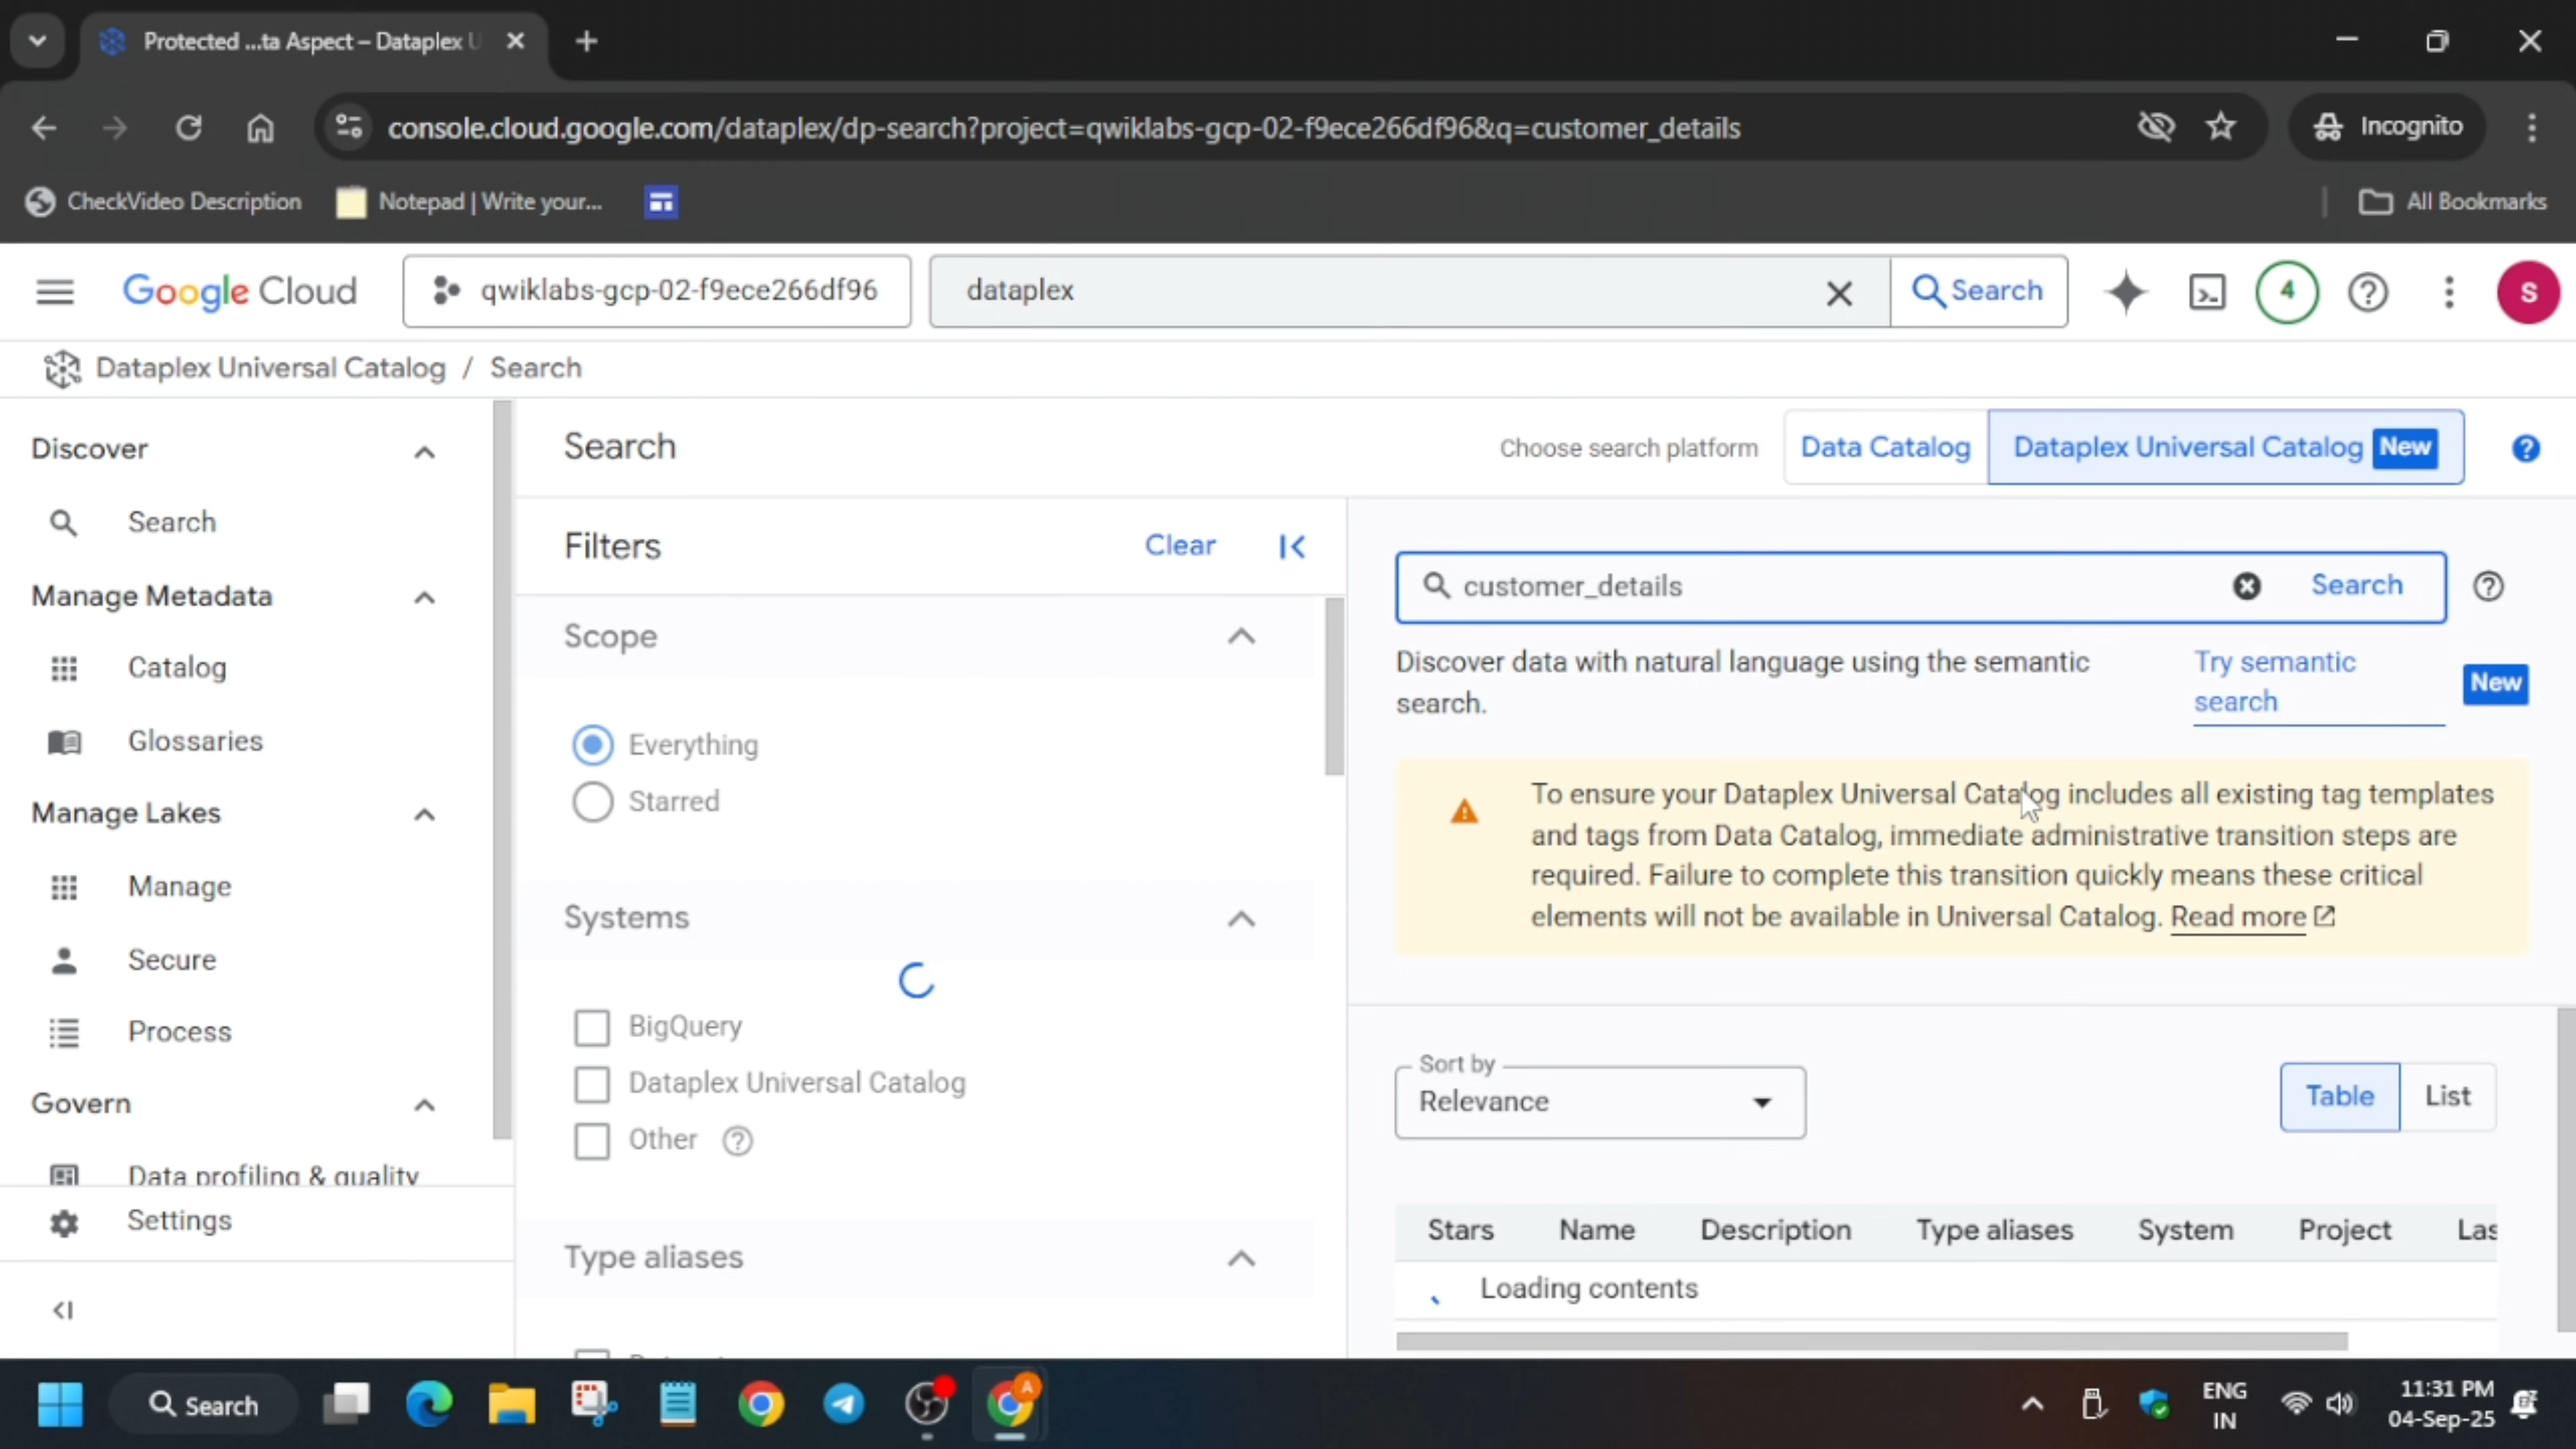 Protected ...ta Aspect – Dataplex U
console.cloud.google.com/dataplex/dp-search?project=qwiklabs-gcp-02-f9ece266df96&q=customer_details
Incognito
CheckVideo Description
Notepad | Write your...
All Bookmarks
Google Cloud
qwiklabs-gcp-02-f9ece266df96
dataplex
Search
4
S
Dataplex Universal Catalog / Search
Discover
Search
Manage Metadata
Catalog
Glossaries
Manage Lakes
Manage
Secure
Process
Govern
Data profiling & quality
Settings
Search
Choose search platform
Data Catalog
Dataplex Universal Catalog New
Filters
Clear
Scope
Everything
Starred
Systems
BigQuery
Dataplex Universal Catalog
Other
Type aliases
customer_details
Search
Discover data with natural language using the semantic
search.
Try semantic
search
New
To ensure your Dataplex Universal Catalog includes all existing tag templates
and tags from Data Catalog, immediate administrative transition steps are
required. Failure to complete this transition quickly means these critical
elements will not be available in Universal Catalog. Read more
Sort by
Relevance
Table
List
Stars Name Description Type aliases System Project Las
Loading contents
Search
A
ENG
IN
11:31 PM
04-Sep-25